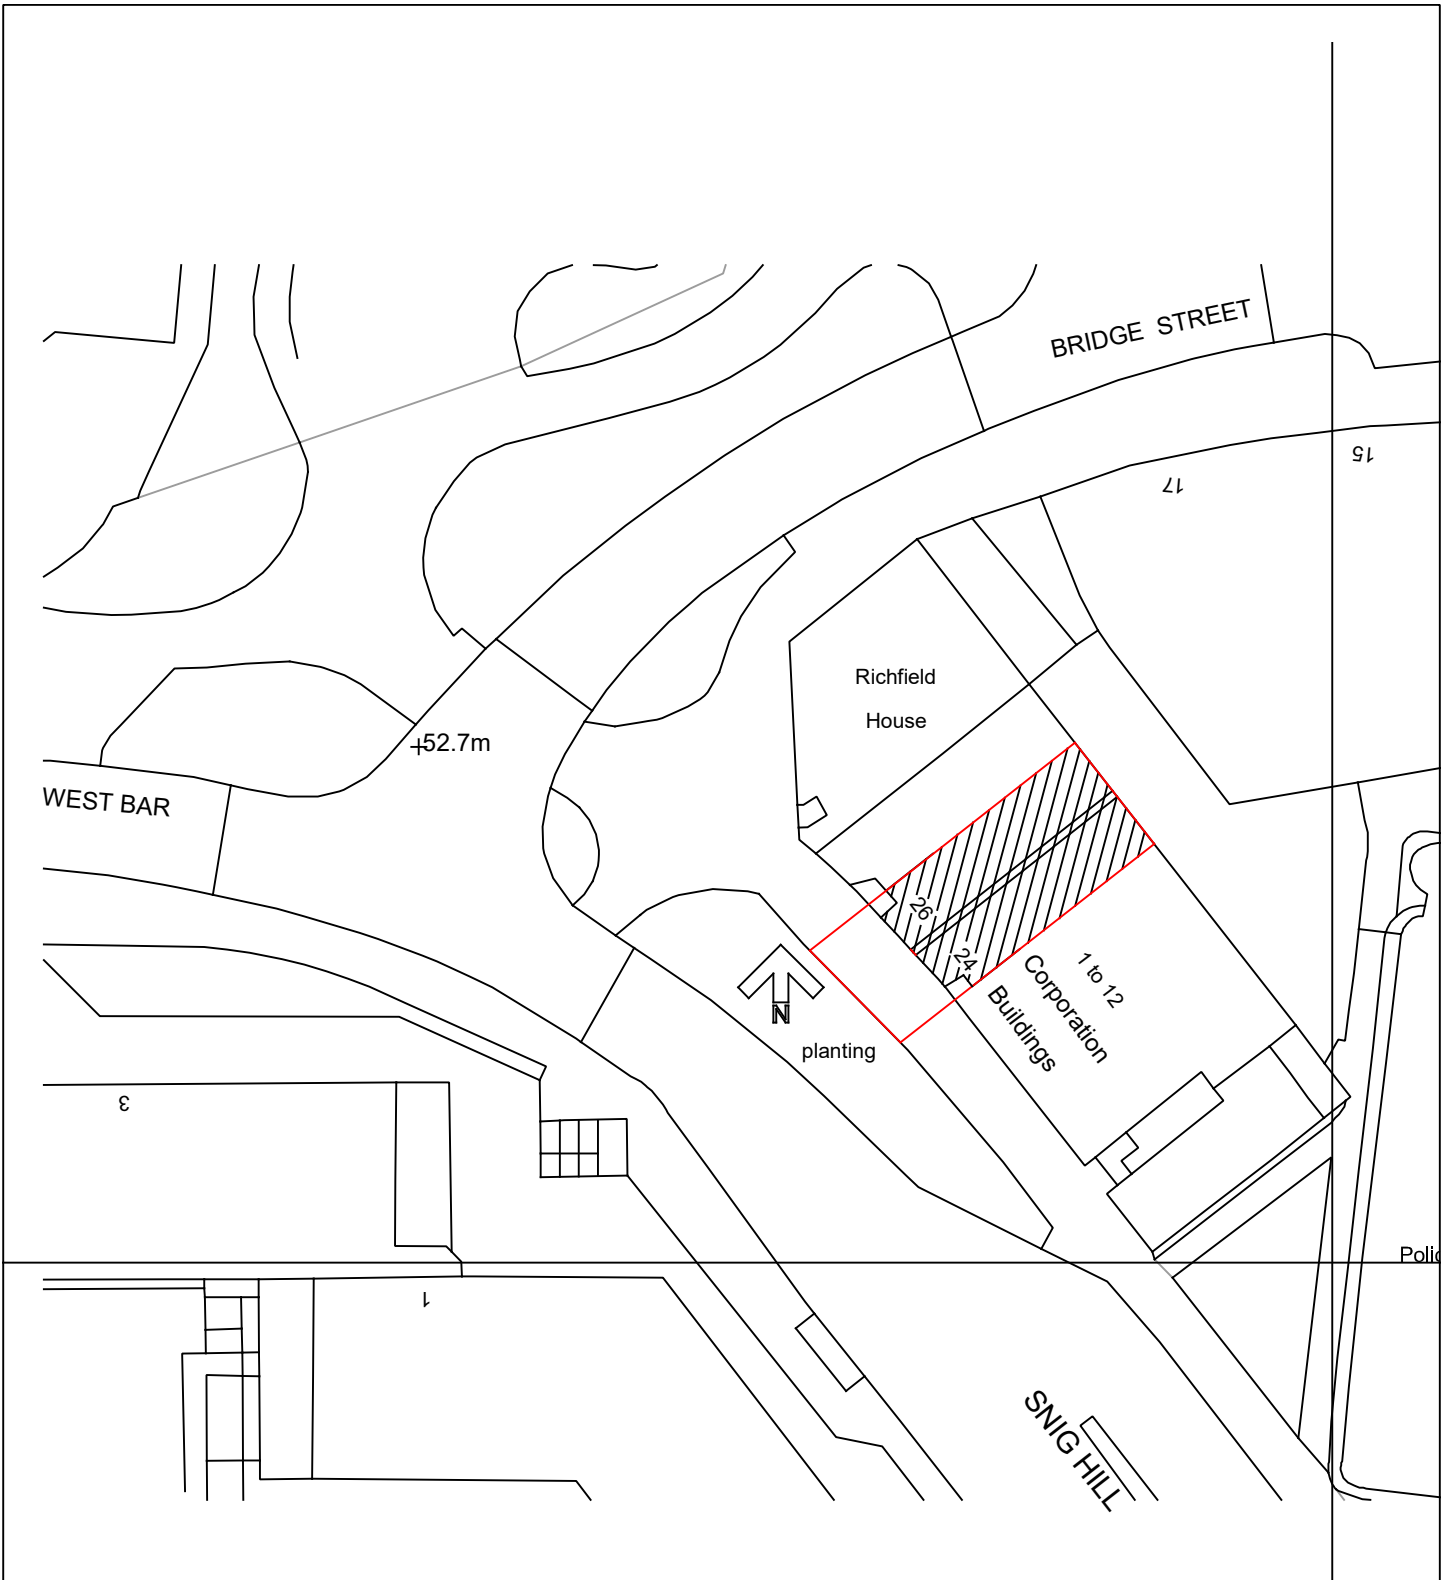 BRIDGE STREET
15
17
Richfield
House
52.7m
WEST BAR
26
24
1 to 12
Corporation
Buildings
N
planting
3
1
SNIG HILL